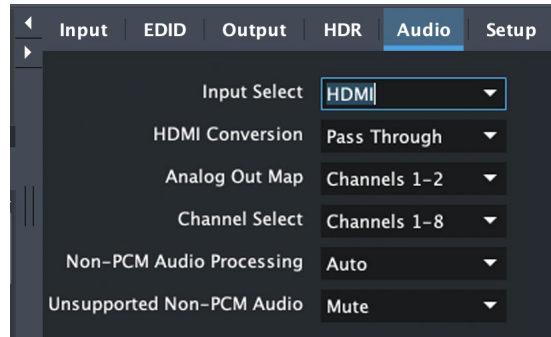 Input EDID Output HDR Audio Setup
Input Select HDMI
HDMI Conversion Pass Through
Analog Out Map Channels 1-2
Channel Select Channels 1-8
Non-PCM Audio Processing Auto
Unsupported Non-PCM Audio Mute